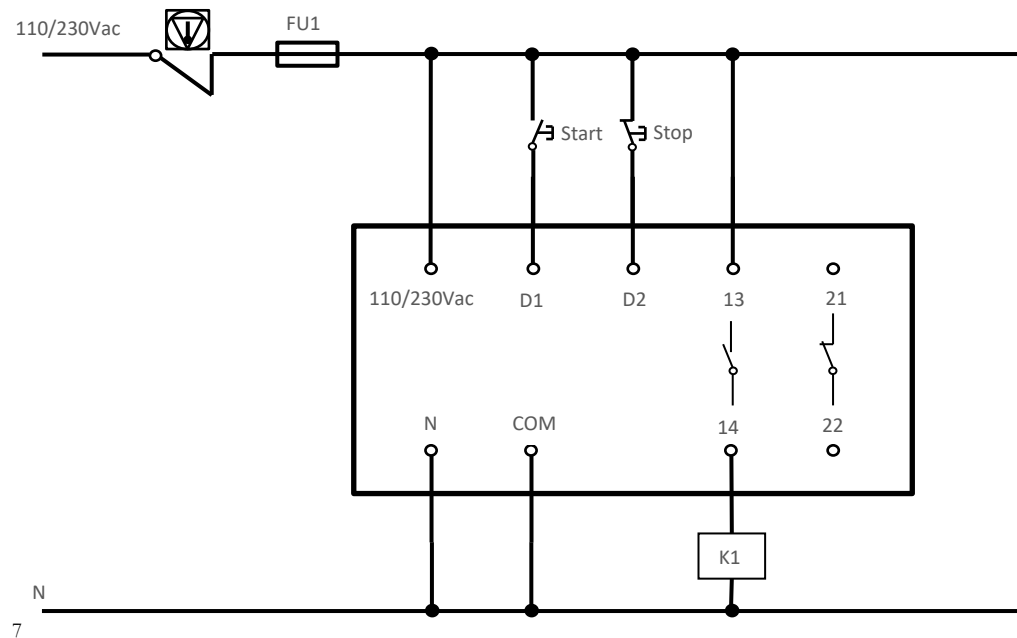 110/230Vac
FU1
Start
Stop
110/230Vac
D1
D2
13
21
N
COM
14
22
K1
N
7